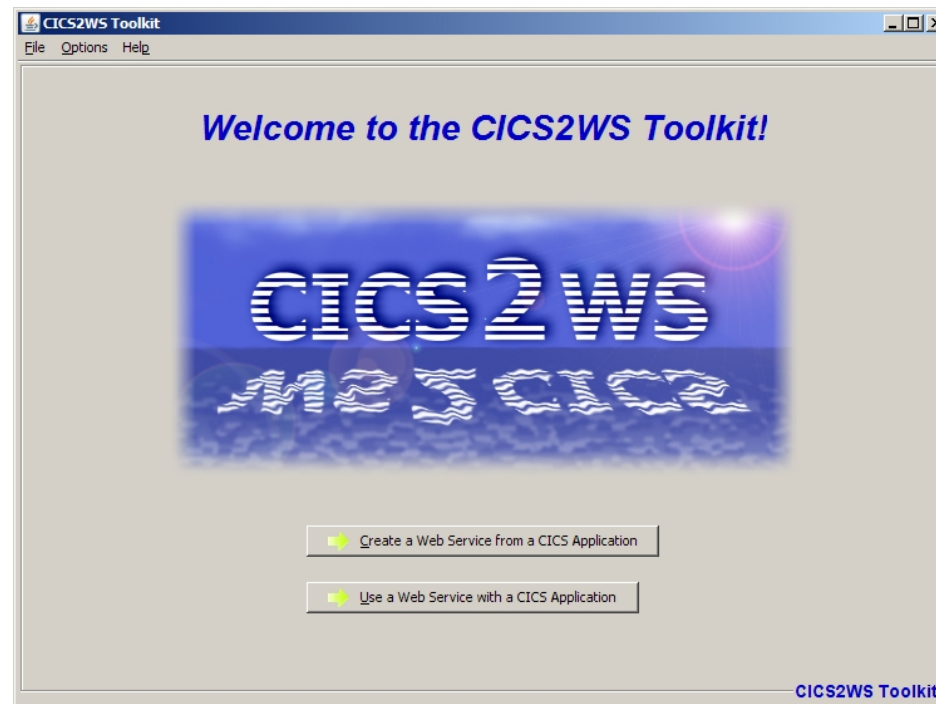 CICS2WS Toolkit
File Options Help
Welcome to the CICS2WS Toolkit!
CICS2WS
Create a Web Service from a CICS Application
Use a Web Service with a CICS Application
CICS2WS Toolkit